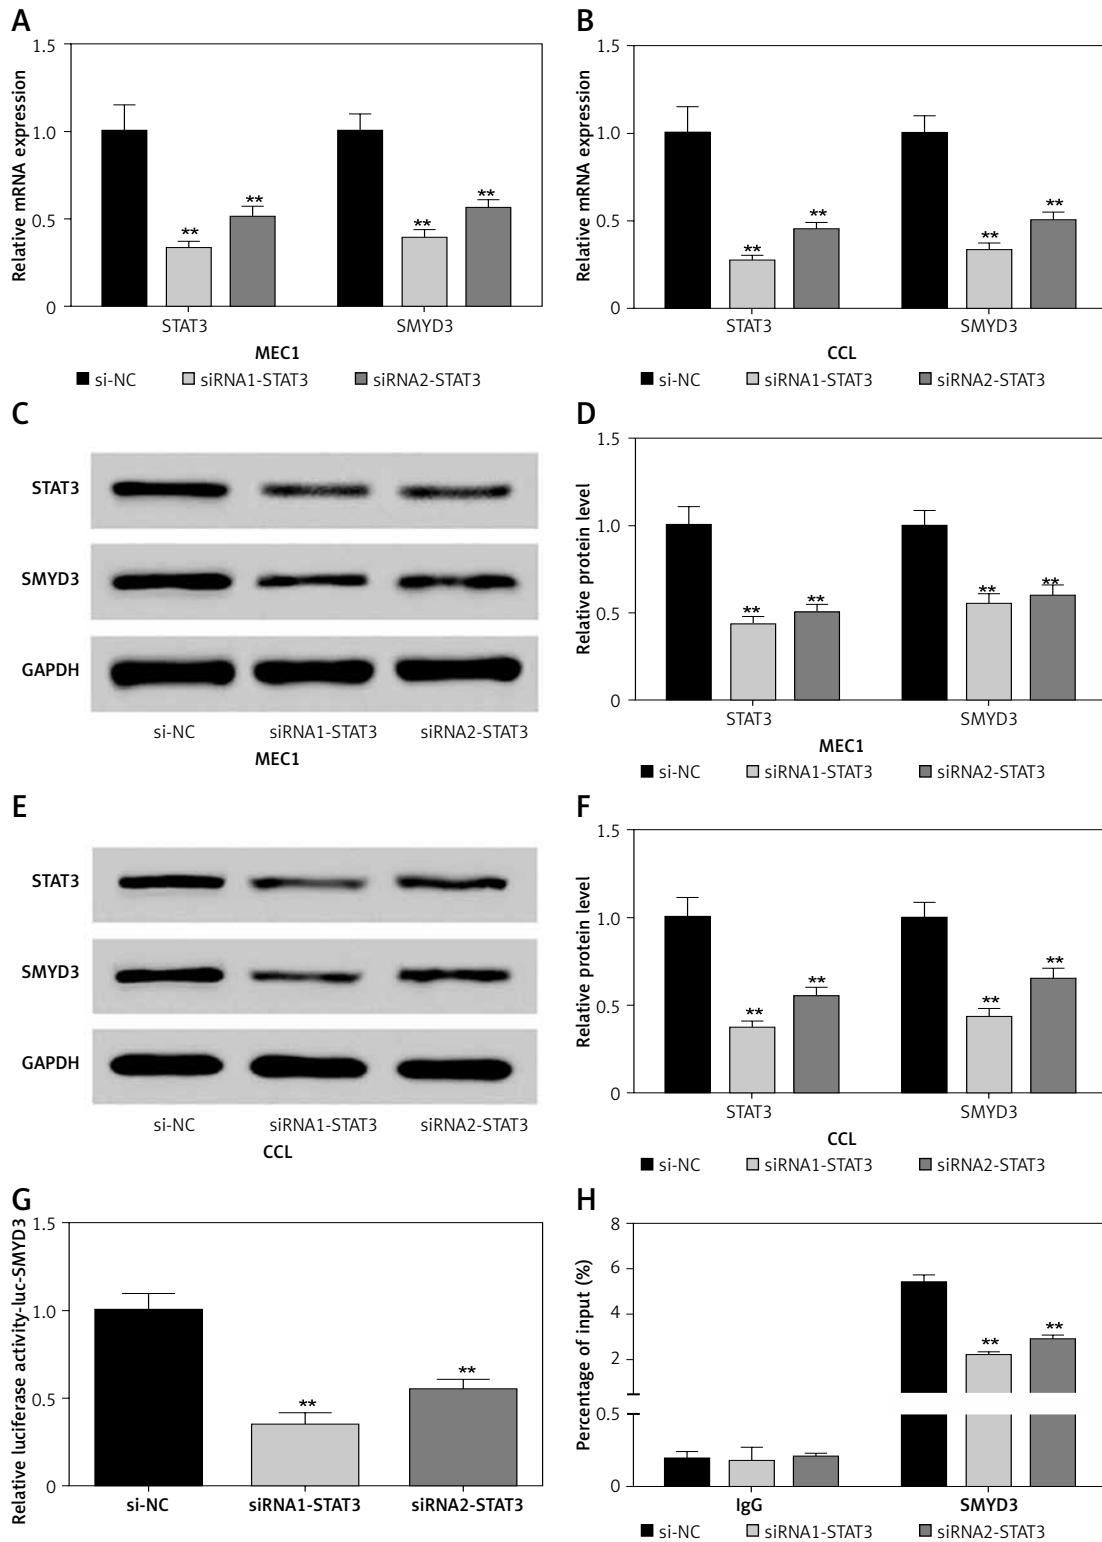 A
Relative mRNA expression
1.5
1.0
0.5
0
** ** ** **
STAT3 SMYD3
MEC1
si-NC siRNA1-STAT3 siRNA2-STAT3
B
Relative mRNA expression
1.5
1.0
0.5
0
** ** ** **
STAT3 SMYD3
CCL
si-NC siRNA1-STAT3 siRNA2-STAT3
C
STAT3
SMYD3
GAPDH
si-NC siRNA1-STAT3 siRNA2-STAT3
MEC1
D
Relative protein level
1.5
1.0
0.5
0
** ** ** **
STAT3 SMYD3
MEC1
si-NC siRNA1-STAT3 siRNA2-STAT3
E
STAT3
SMYD3
GAPDH
si-NC siRNA1-STAT3 siRNA2-STAT3
CCL
F
Relative protein level
1.5
1.0
0.5
0
** ** ** **
STAT3 SMYD3
CCL
si-NC siRNA1-STAT3 siRNA2-STAT3
G
Relative luciferase activity-luc-SMYD3
1.5
1.0
0.5
0
** **
si-NC siRNA1-STAT3 siRNA2-STAT3
H
Percentage of input (%)
8
6
4
2
0.5
0
** **
IgG SMYD3
si-NC siRNA1-STAT3 siRNA2-STAT3